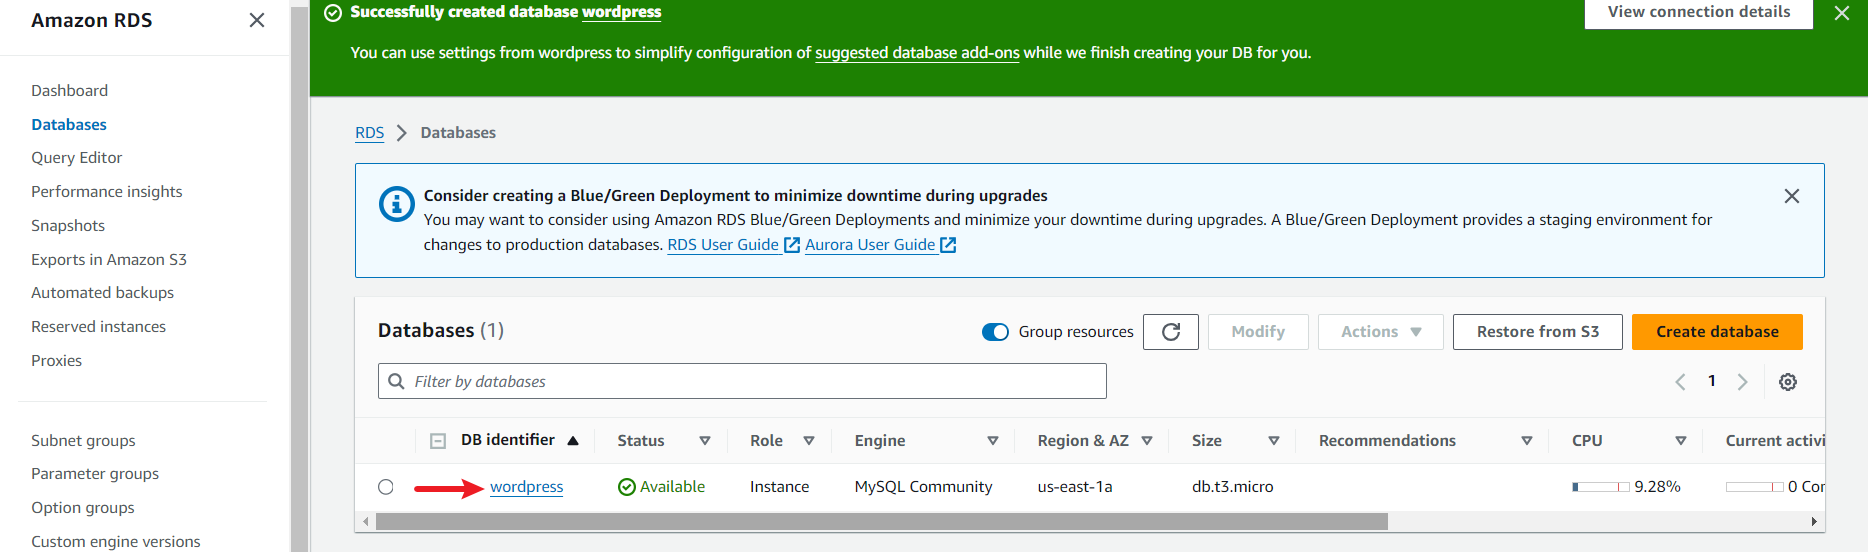 Amazon RDS
Dashboard
Databases
Query Editor
Performance insights
Snapshots
Exports in Amazon S3
Automated backups
Reserved instances
Proxies
Subnet groups
Parameter groups
Option groups
Custom engine versions
Successfully created database wordpress
View connection details
You can use settings from wordpress to simplify configuration of suggested database add-ons while we finish creating your DB for you.
RDS > Databases
Consider creating a Blue/Green Deployment to minimize downtime during upgrades
You may want to consider using Amazon RDS Blue/Green Deployments and minimize your downtime during upgrades. A Blue/Green Deployment provides a staging environment for
changes to production databases. RDS User Guide Aurora User Guide
Databases (1)
Group resources
Modify
Actions
Restore from S3
Create database
Filter by databases
1
DB identifier Status Role Engine Region & AZ Size Recommendations CPU Current activi
wordpress Available Instance MySQL Community us-east-1a db.t3.micro 9.28% 0 Cor